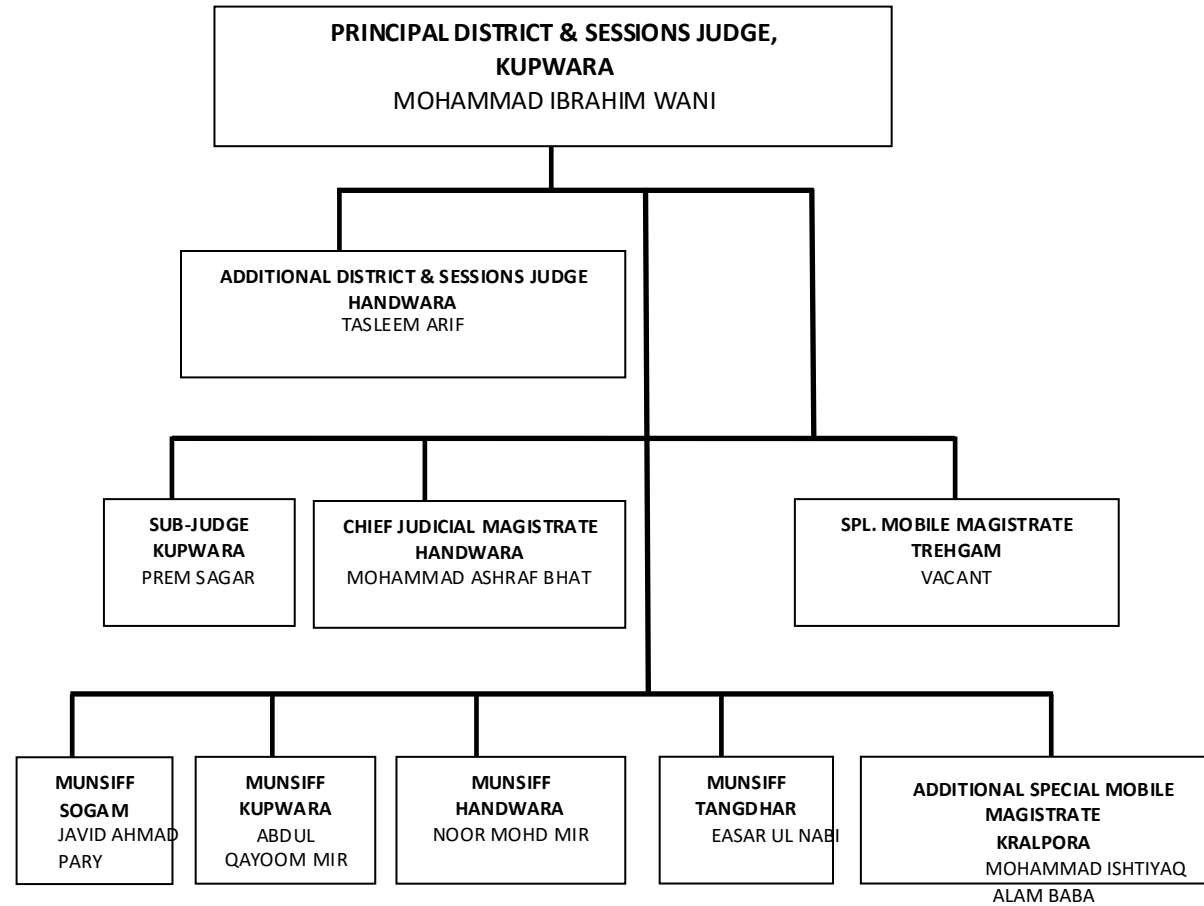 PRINCIPAL DISTRICT & SESSIONS JUDGE,
KUPWARA
MOHAMMAD IBRAHIM WANI
ADDITIONAL DISTRICT & SESSIONS JUDGE
HANDWARA
TASLEEM ARIF
SUB-JUDGE
KUPWARA
PREM SAGAR
CHIEF JUDICIAL MAGISTRATE
HANDWARA
MOHAMMAD ASHRAF BHAT
SPL. MOBILE MAGISTRATE
TREHGAM
VACANT
MUNSIFF
SOGAM
JAVID AHMAD
PARY
MUNSIFF
KUPWARA
ABDUL
QAYOOM MIR
MUNSIFF
HANDWARA
NOOR MOHD MIR
MUNSIFF
TANGDHAR
EASAR UL NABI
ADDITIONAL SPECIAL MOBILE
MAGISTRATE
KRALPORA
MOHAMMAD ISHTIYAQ
ALAM BABA